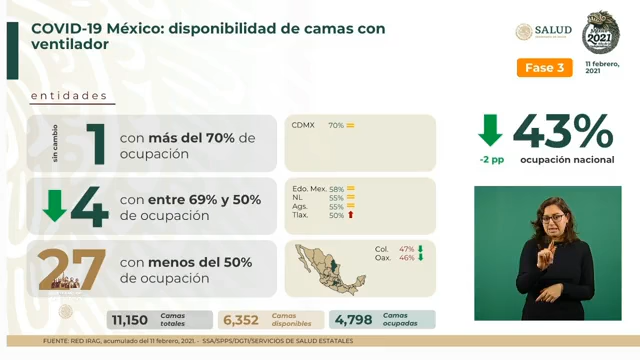 COVID-19 México: disponibilidad de camas con
ventilador
SALUD
México
2021
Fase 3
11 febrero,
2021
entidades
sin cambio
1
con más del 70% de
ocupación
CDMX 70% =
4
con entre 69% y 50%
de ocupación
Edo. Mex. 58% =
NL 55% =
Ags. 55% =
Tlax. 50%
27
con menos del 50%
de ocupación
Col. 47%
Oax. 46%
43%
-2 pp
ocupación nacional
11,150 Camas totales
6,352 Camas disponibles
4,798 Camas ocupadas
FUENTE: RED IRAG, acumulado del 11 febrero, 2021. - SSA/SPPS/DGTI/SERVICIOS DE SALUD ESTATALES